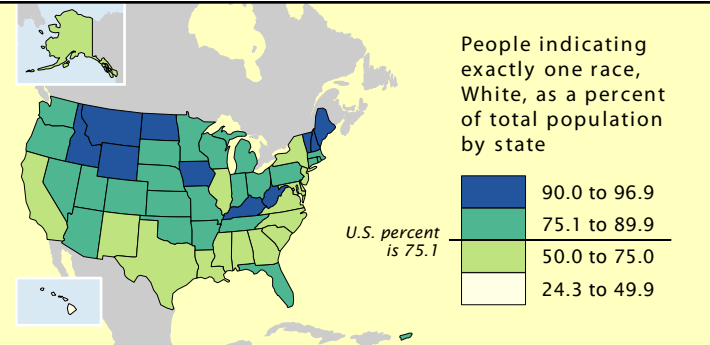 People indicating
exactly one race,
White, as a percent
of total population
by state
90.0 to 96.9
75.1 to 89.9
U.S. percent
is 75.1
50.0 to 75.0
24.3 to 49.9